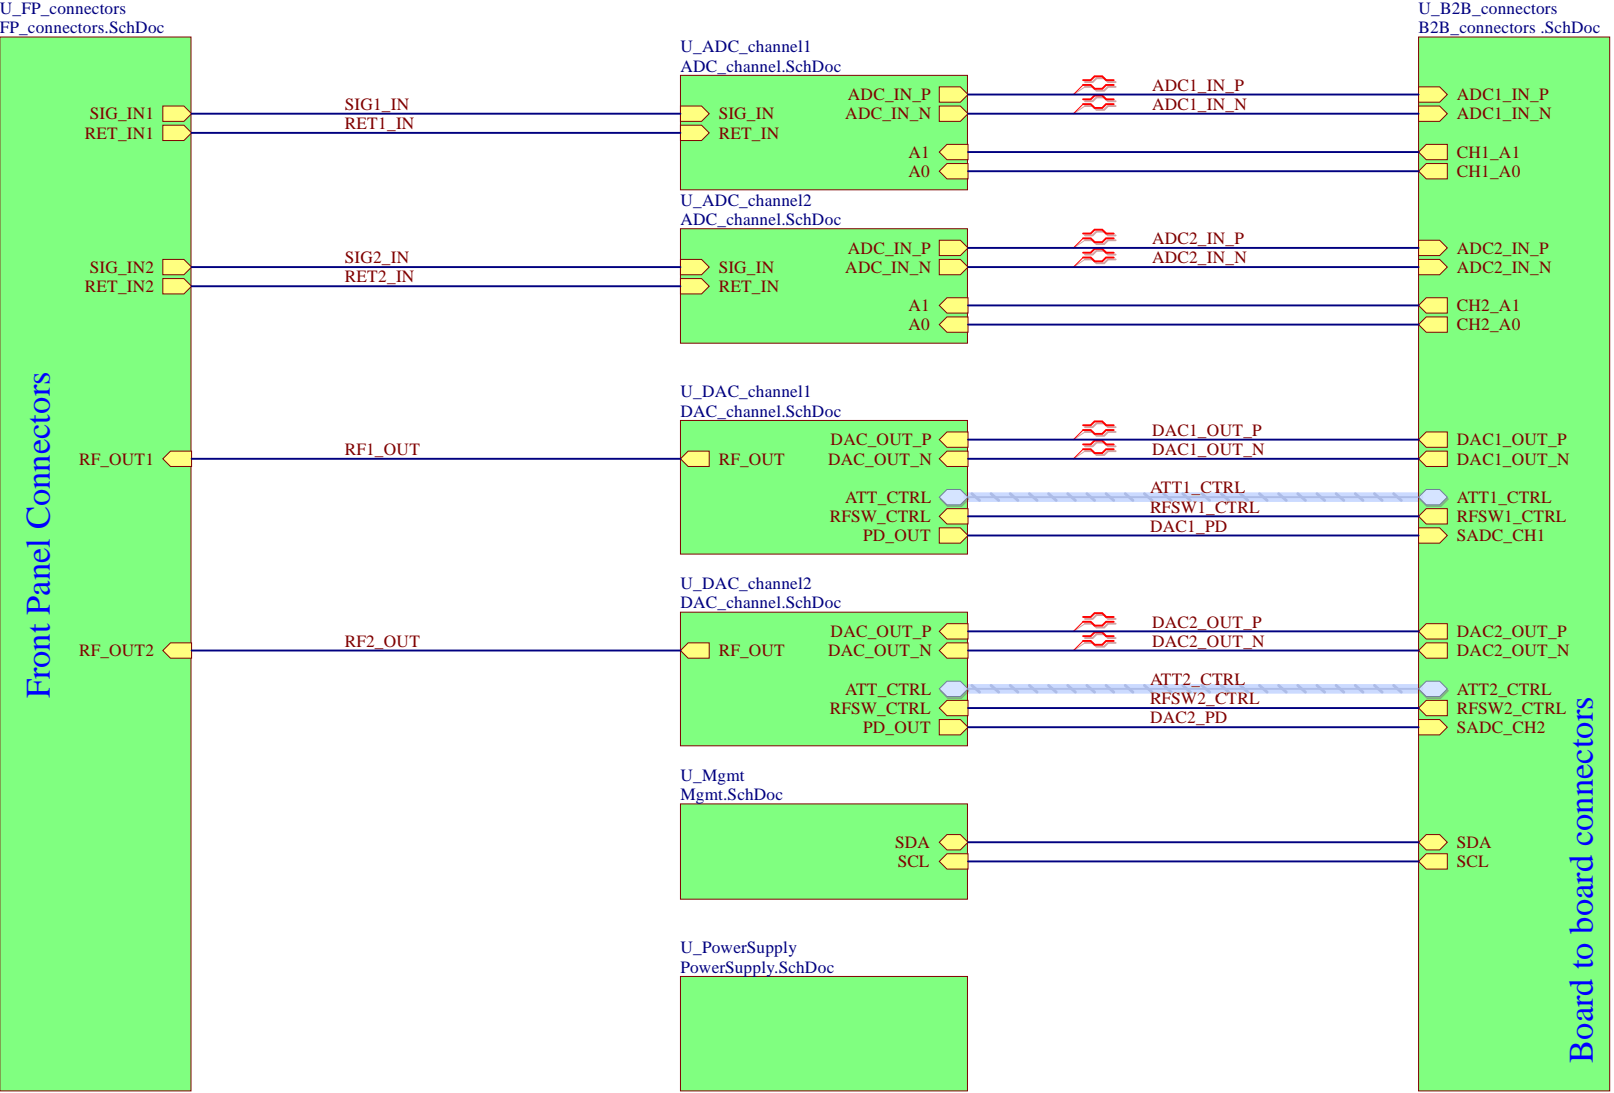 U_FP_connectors
FP_connectors.SchDoc
SIG_IN1
RET_IN1
SIG_IN2
RET_IN2
RF_OUT1
RF_OUT2
Front Panel Connectors
SIG1_IN
RET1_IN
SIG2_IN
RET2_IN
RF1_OUT
RF2_OUT
U_ADC_channel1
ADC_channel.SchDoc
SIG_IN
RET_IN
ADC_IN_P
ADC_IN_N
A1
A0
U_ADC_channel2
ADC_channel.SchDoc
SIG_IN
RET_IN
ADC_IN_P
ADC_IN_N
A1
A0
U_DAC_channel1
DAC_channel.SchDoc
RF_OUT
DAC_OUT_P
DAC_OUT_N
ATT_CTRL
RFSW_CTRL
PD_OUT
U_DAC_channel2
DAC_channel.SchDoc
RF_OUT
DAC_OUT_P
DAC_OUT_N
ATT_CTRL
RFSW_CTRL
PD_OUT
U_Mgmt
Mgmt.SchDoc
SDA
SCL
U_PowerSupply
PowerSupply.SchDoc
ADC1_IN_P
ADC1_IN_N
ADC2_IN_P
ADC2_IN_N
DAC1_OUT_P
DAC1_OUT_N
ATT1_CTRL
RFSW1_CTRL
DAC1_PD
DAC2_OUT_P
DAC2_OUT_N
ATT2_CTRL
RFSW2_CTRL
DAC2_PD
U_B2B_connectors
B2B_connectors .SchDoc
ADC1_IN_P
ADC1_IN_N
CH1_A1
CH1_A0
ADC2_IN_P
ADC2_IN_N
CH2_A1
CH2_A0
DAC1_OUT_P
DAC1_OUT_N
ATT1_CTRL
RFSW1_CTRL
SADC_CH1
DAC2_OUT_P
DAC2_OUT_N
ATT2_CTRL
RFSW2_CTRL
SADC_CH2
SDA
SCL
Board to board connectors